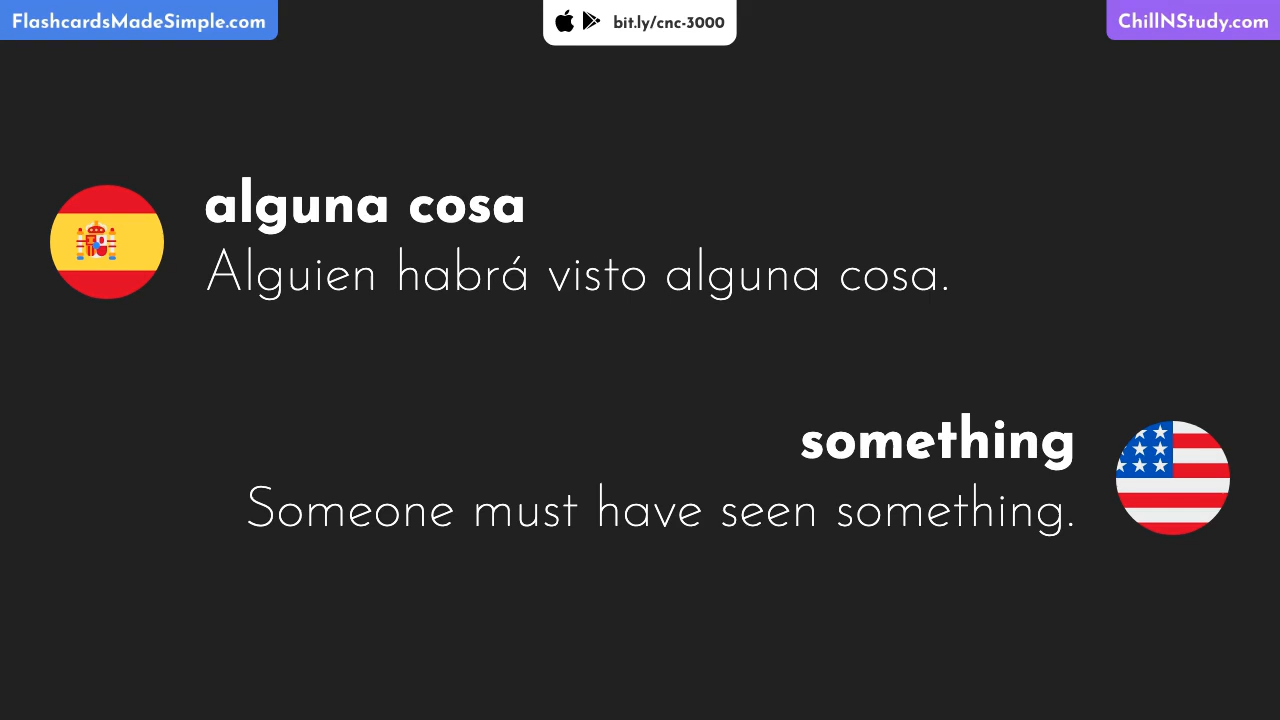 FlashcardsMadeSimple.com
bit.ly/cnc-3000
ChillNStudy.com
alguna cosa
Alguien habrá visto alguna cosa.
something
Someone must have seen something.